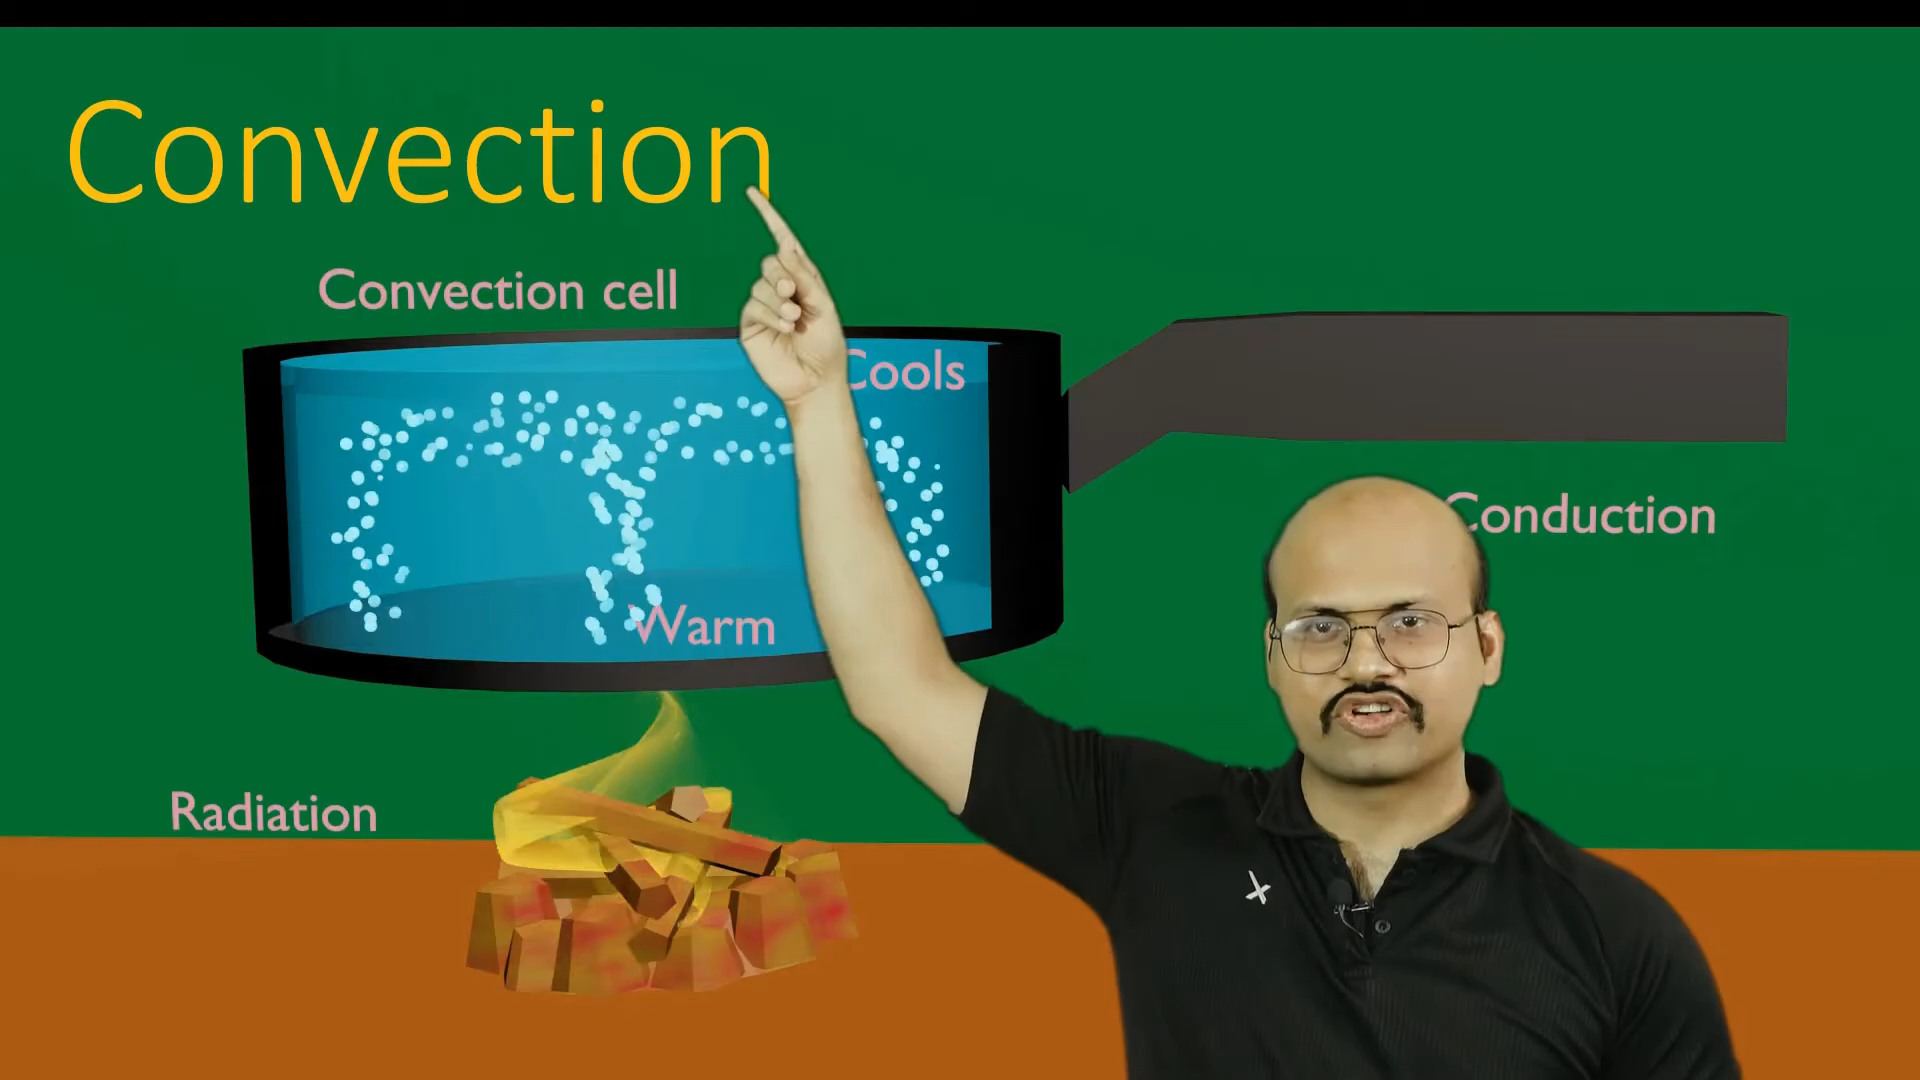 Convection
Convection cell
Cools
Conduction
Warm
Radiation